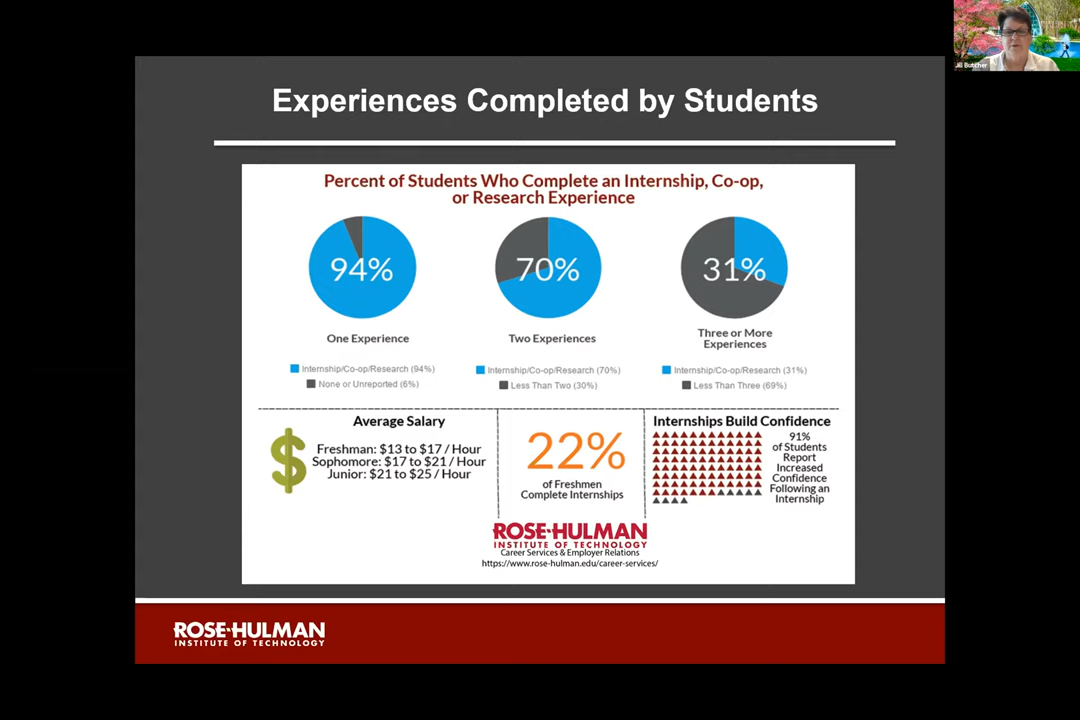 Jill Butcher
Experiences Completed by Students
Percent of Students Who Complete an Internship, Co-op,
or Research Experience
94%
70%
31%
One Experience
Two Experiences
Three or More
Experiences
Internship/Co-op/Research (94%)
None or Unreported (6%)
Internship/Co-op/Research (70%)
Less Than Two (30%)
Internship/Co-op/Research (31%)
Less Than Three (69%)
Average Salary
$
Freshman: $13 to $17 / Hour
Sophomore: $17 to $21 / Hour
Junior: $21 to $25 / Hour
22%
of Freshmen
Complete Internships
Internships Build Confidence
91%
of Students
Report
Increased
Confidence
Following an
Internship
ROSE-HULMAN
INSTITUTE OF TECHNOLOGY
Career Services & Employer Relations
https://www.rose-hulman.edu/career-services/
ROSE-HULMAN
INSTITUTE OF TECHNOLOGY